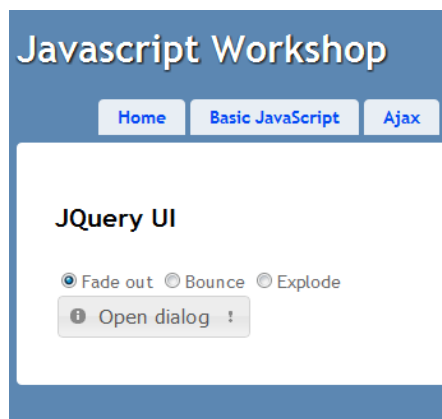 Javascript Workshop
Home Basic JavaScript Ajax
JQuery UI
Fade out Bounce Explode
Open dialog !